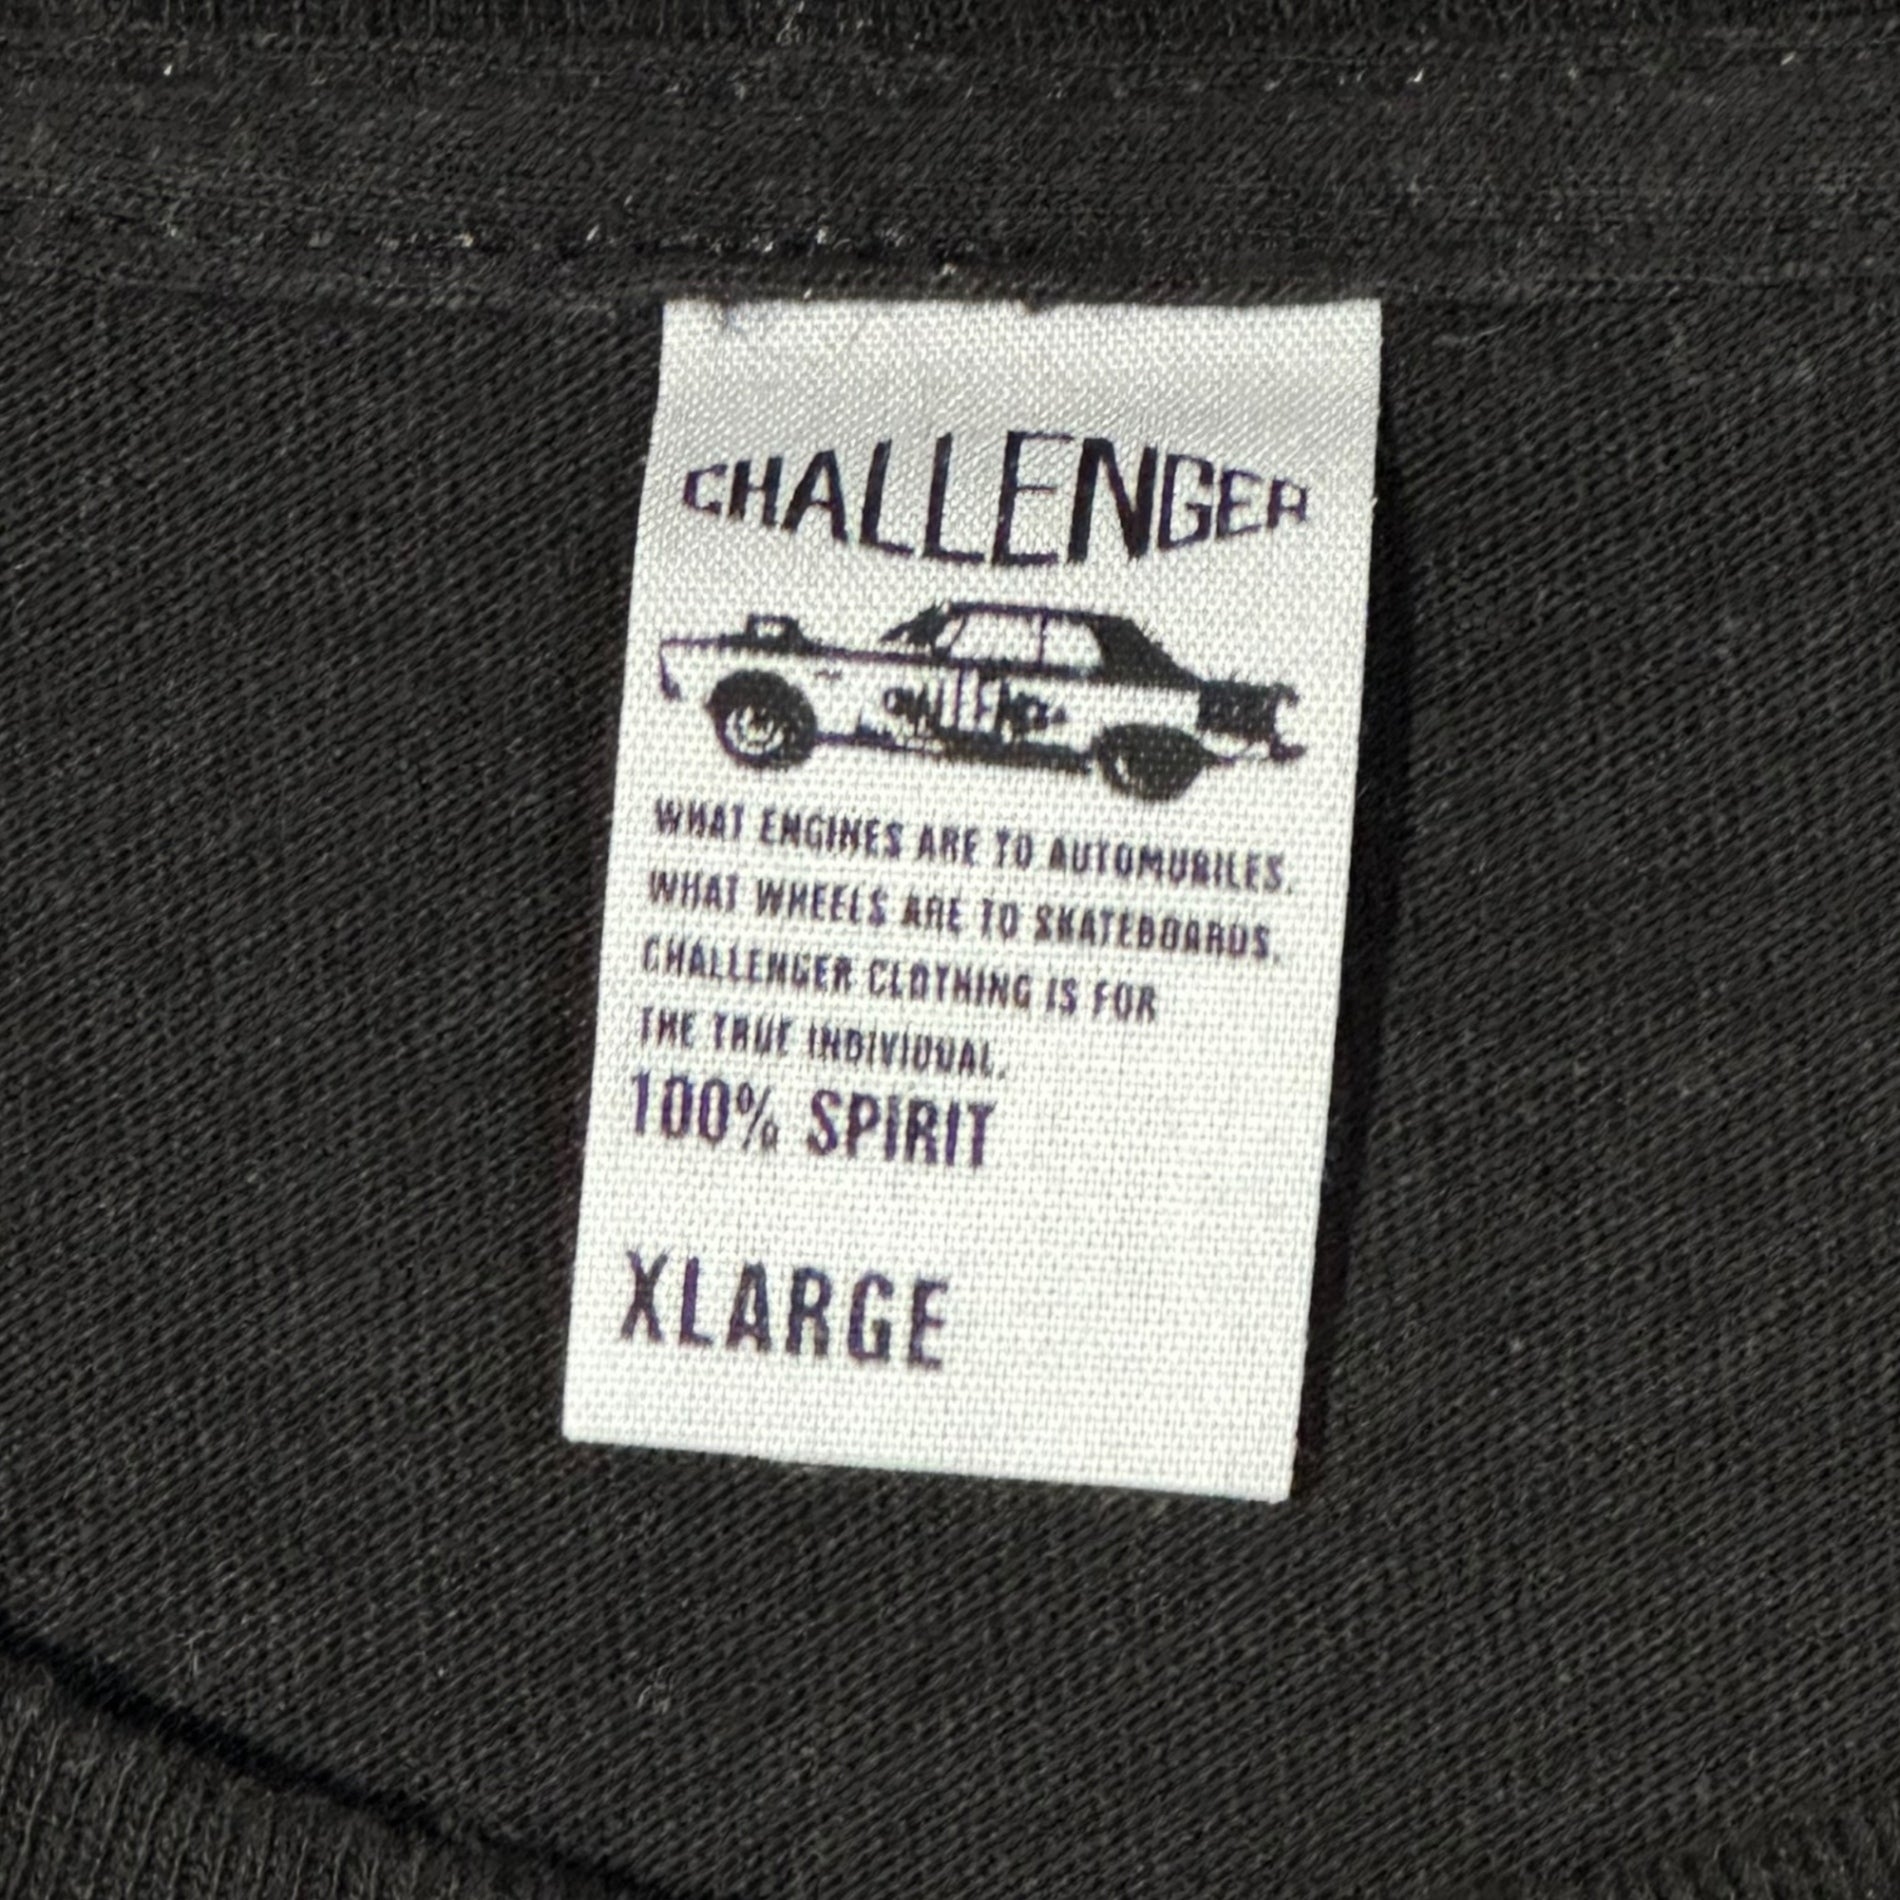 CHALLENGER
CHALLENGER
WHAT ENGINES ARE TO AUTOMOBILES.
WHAT WHEELS ARE TO SKATEBOARDS.
CHALLENGER CLOTHING IS FOR
THE TRUE INDIVIDUAL.
100% SPIRIT
XLARGE